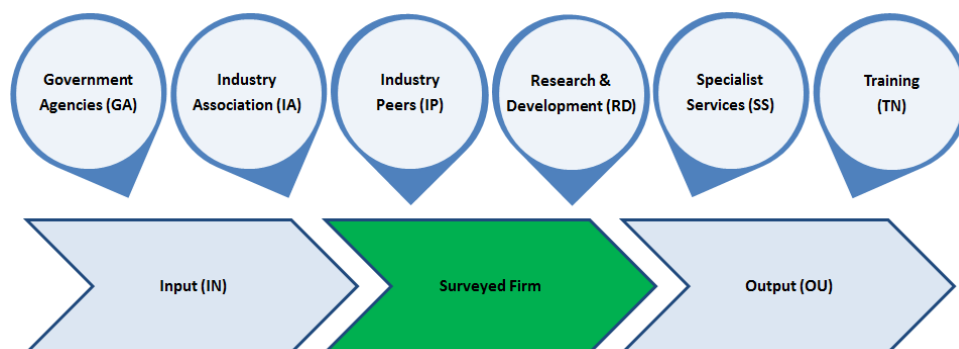 Government
Agencies (GA)
Industry
Association (IA)
Industry
Peers (IP)
Research &
Development (RD)
Specialist
Services (SS)
Training
(TN)
Input (IN)
Surveyed Firm
Output (OU)